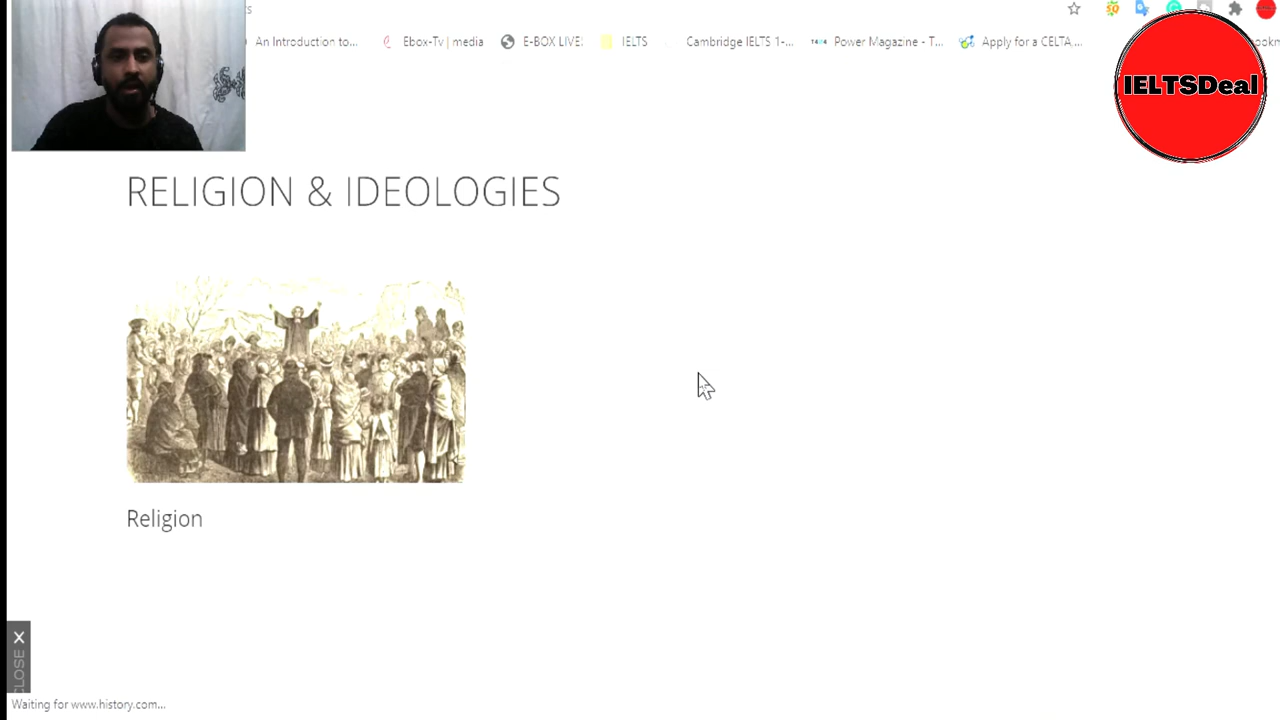 An Introduction to...
Ebox-Tv | media
E-BOX LIVE!
IELTS
Cambridge IELTS 1-...
Power Magazine - T...
Apply for a CELTA...
IELTSDeal
RELIGION & IDEOLOGIES
Religion
CLOSE X
Waiting for www.history.com...